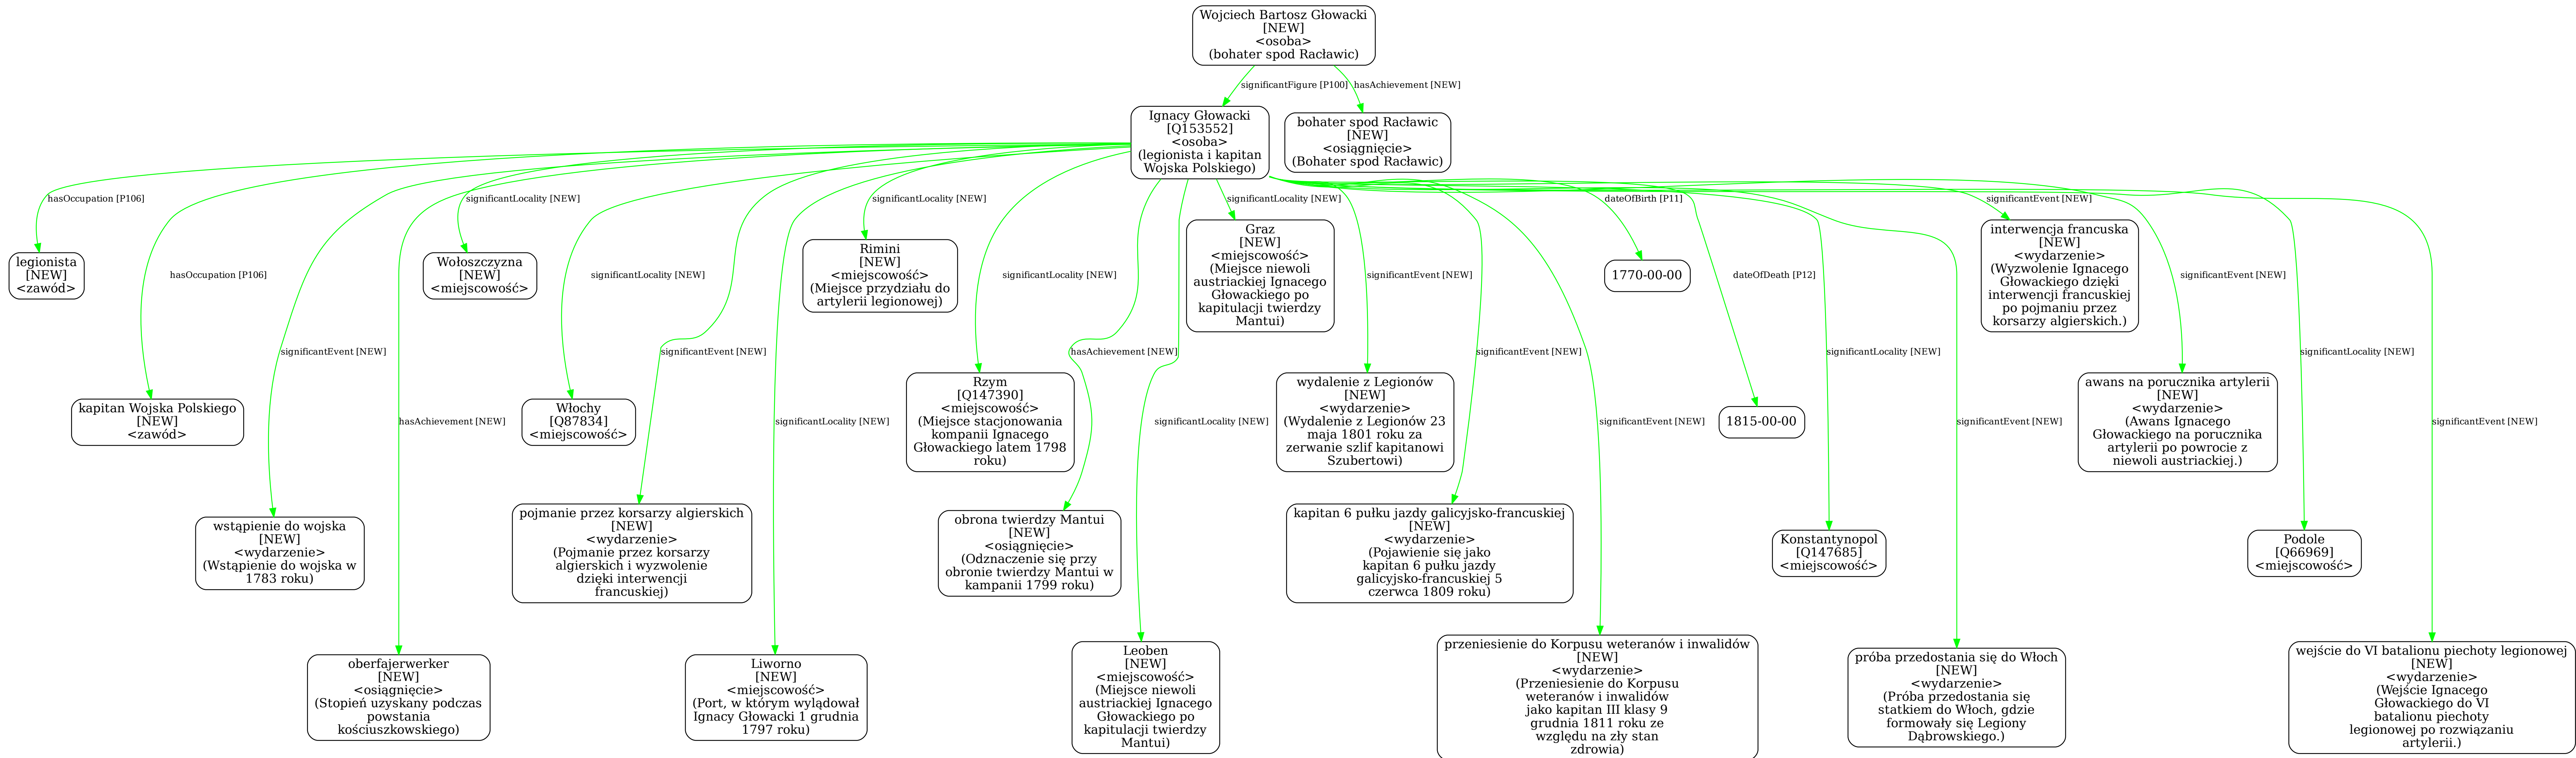 Wojciech Bartosz Głowacki
[NEW]
<osoba>
(bohater spod Racławic)
significantFigure [P100]
hasAchievement [NEW]
Ignacy Głowacki
[Q153552]
<osoba>
(legionista i kapitan
Wojska Polskiego)
bohater spod Racławic
[NEW]
<osiągnięcie>
(Bohater spod Racławic)
hasOccupation [P106]
significantLocality [NEW]
significantLocality [NEW]
significantLocality [NEW]
dateOfBirth [P11]
significantEvent [NEW]
legionista
[NEW]
<zawód>
Wołoszczyzna
[NEW]
<miejscowość>
Rimini
[NEW]
<miejscowość>
(Miejsce przydziału do
artylerii legionowej)
Graz
[NEW]
<miejscowość>
(Miejsce niewoli
austriackiej Ignacego
Głowackiego po
kapitulacji twierdzy
Mantui)
1770-00-00
interwencja francuska
[NEW]
<wydarzenie>
(Wyzwolenie Ignacego
Głowackiego dzięki
interwencji francuskiej
po pojmaniu przez
korsarzy algierskich.)
hasOccupation [P106]
significantLocality [NEW]
significantLocality [NEW]
significantEvent [NEW]
dateOfDeath [P12]
significantEvent [NEW]
significantEvent [NEW]
significantEvent [NEW]
hasAchievement [NEW]
significantEvent [NEW]
significantLocality [NEW]
significantLocality [NEW]
kapitan Wojska Polskiego
[NEW]
<zawód>
Włochy
[Q87834]
<miejscowość>
Rzym
[Q147390]
<miejscowość>
(Miejsce stacjonowania
kompanii Ignacego
Głowackiego latem 1798
roku)
wydalenie z Legionów
[NEW]
<wydarzenie>
(Wydalenie z Legionów 23
maja 1801 roku za
zerwanie szlif kapitanowi
Szubertowi)
1815-00-00
awans na porucznika artylerii
[NEW]
<wydarzenie>
(Awans Ignacego
Głowackiego na porucznika
artylerii po powrocie z
niewoli austriackiej.)
hasAchievement [NEW]
significantLocality [NEW]
significantLocality [NEW]
significantEvent [NEW]
significantEvent [NEW]
significantEvent [NEW]
wstąpienie do wojska
[NEW]
<wydarzenie>
(Wstąpienie do wojska w
1783 roku)
pojmanie przez korsarzy algierskich
[NEW]
<wydarzenie>
(Pojmanie przez korsarzy
algierskich i wyzwolenie
dzięki interwencji
francuskiej)
obrona twierdzy Mantui
[NEW]
<osiągnięcie>
(Odznaczenie się przy
obronie twierdzy Mantui w
kampanii 1799 roku)
kapitan 6 pułku jazdy galicyjsko-francuskiej
[NEW]
<wydarzenie>
(Pojawienie się jako
kapitan 6 pułku jazdy
galicyjsko-francuskiej 5
czerwca 1809 roku)
Konstantynopol
[Q147685]
<miejscowość>
Podole
[Q66969]
<miejscowość>
oberfajerwerker
[NEW]
<osiągnięcie>
(Stopień uzyskany podczas
powstania
kościuszkowskiego)
Liworno
[NEW]
<miejscowość>
(Port, w którym wylądował
Ignacy Głowacki 1 grudnia
1797 roku)
Leoben
[NEW]
<miejscowość>
(Miejsce niewoli
austriackiej Ignacego
Głowackiego po
kapitulacji twierdzy
Mantui)
przeniesienie do Korpusu weteranów i inwalidów
[NEW]
<wydarzenie>
(Przeniesienie do Korpusu
weteranów i inwalidów
jako kapitan III klasy 9
grudnia 1811 roku ze
względu na zły stan
zdrowia)
próba przedostania się do Włoch
[NEW]
<wydarzenie>
(Próba przedostania się
statkiem do Włoch, gdzie
formowały się Legiony
Dąbrowskiego.)
wejście do VI batalionu piechoty legionowej
[NEW]
<wydarzenie>
(Wejście Ignacego
Głowackiego do VI
batalionu piechoty
legionowej po rozwiązaniu
artylerii.)